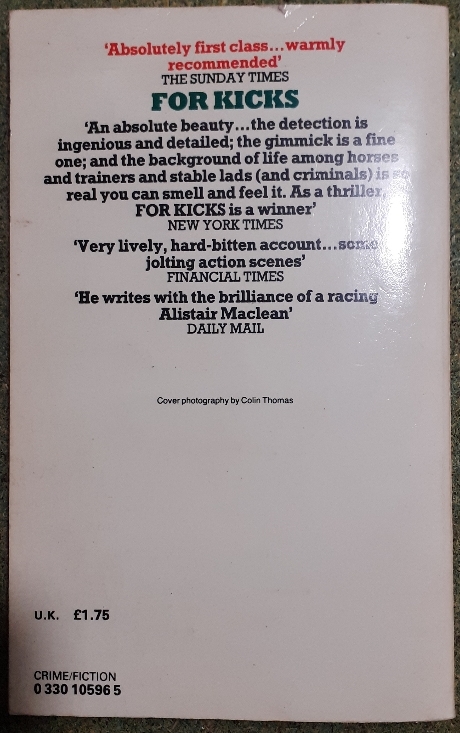 ‘Absolutely first class...warmly
recommended’
THE SUNDAY TIMES
FOR KICKS
‘An absolute beauty...the detection is
ingenious and detailed; the gimmick is a fine
one; and the background of life among horses
and trainers and stable lads (and criminals) is so
real you can smell and feel it. As a thriller,
FOR KICKS is a winner’
NEW YORK TIMES
‘Very lively, hard-bitten account...some
jolting action scenes’
FINANCIAL TIMES
‘He writes with the brilliance of a racing
Alistair Maclean’
DAILY MAIL
Cover photography by Colin Thomas
U.K. £1.75
CRIME/FICTION
0 330 10596 5